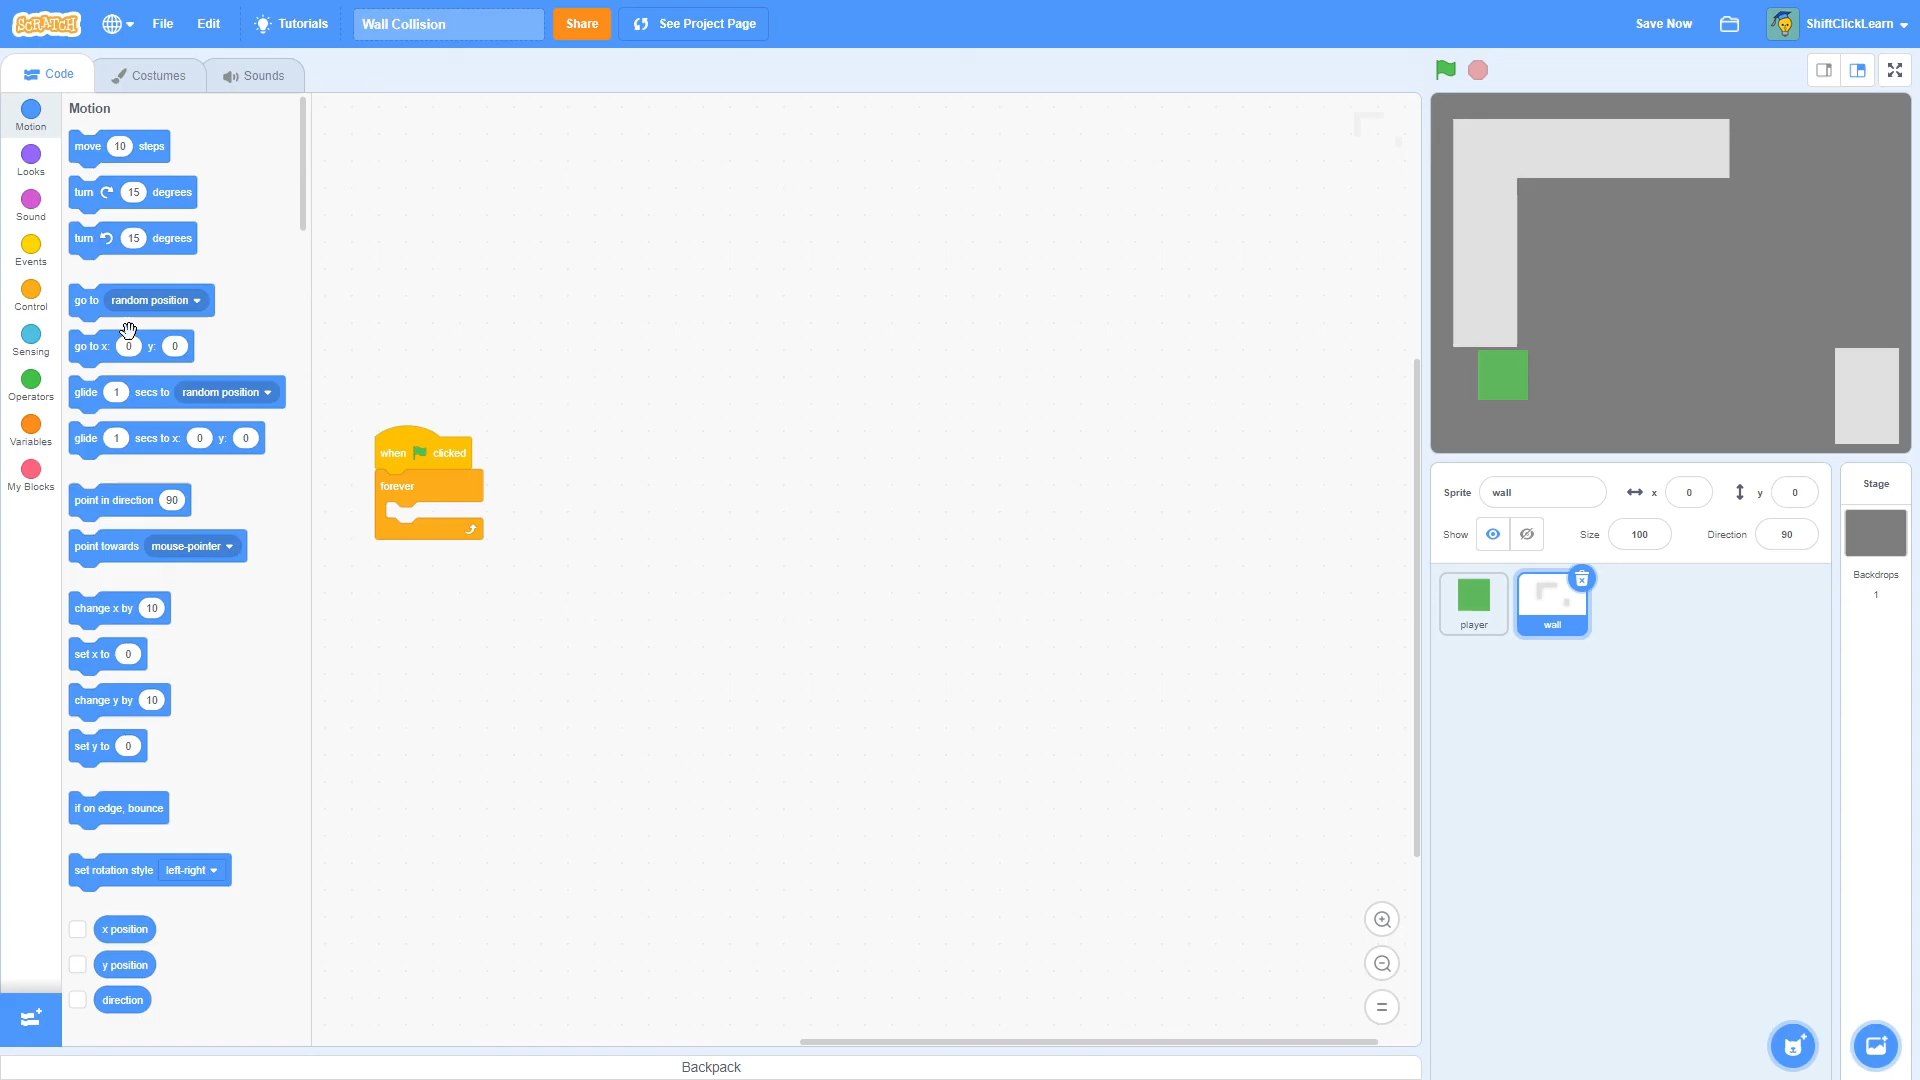 SCRATCH File Edit Tutorials Wall Collision Share See Project Page Save Now ShiftClickLearn
Code Costumes Sounds
Motion
Looks
Sound
Events
Control
Sensing
Operators
Variables
My Blocks
Motion
move 10 steps
turn 15 degrees
turn 15 degrees
go to random position
go to x: 0 y: 0
glide 1 secs to random position
glide 1 secs to x: 0 y: 0
point in direction 90
point towards mouse-pointer
change x by 10
set x to 0
change y by 10
set y to 0
if on edge, bounce
set rotation style left-right
x position
y position
direction
when clicked
forever
Sprite wall x 0 y 0
Show Size 100 Direction 90
player
wall
Stage
Backdrops
1
Backpack